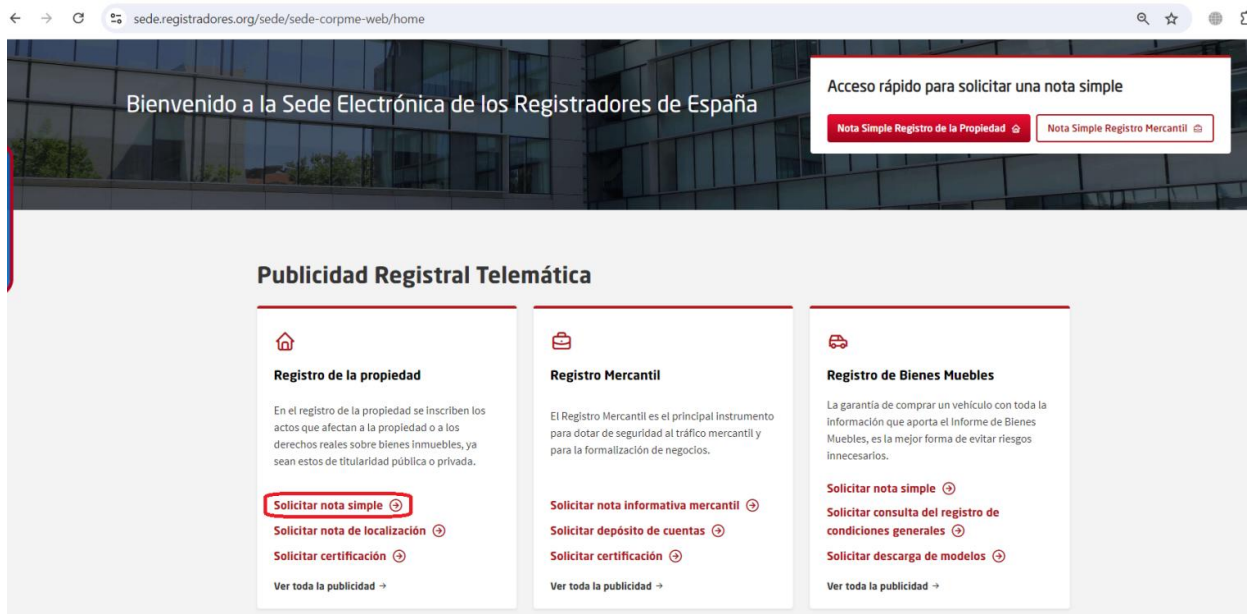 sede.registradores.org/sede/sede-corpme-web/home
Bienvenido a la Sede Electrónica de los Registradores de España
Acceso rápido para solicitar una nota simple
Nota Simple Registro de la Propiedad
Nota Simple Registro Mercantil
Publicidad Registral Telemática
Registro de la propiedad
En el registro de la propiedad se inscriben los
actos que afectan a la propiedad o a los
derechos reales sobre bienes inmuebles, ya
sean estos de titularidad pública o privada.
Solicitar nota simple
Solicitar nota de localización
Solicitar certificación
Ver toda la publicidad →
Registro Mercantil
El Registro Mercantil es el principal instrumento
para dotar de seguridad al tráfico mercantil y
para la formalización de negocios.
Solicitar nota informativa mercantil
Solicitar depósito de cuentas
Solicitar certificación
Ver toda la publicidad →
Registro de Bienes Muebles
La garantía de comprar un vehículo con toda la
información que aporta el Informe de Bienes
Muebles, es la mejor forma de evitar riesgos
innecesarios.
Solicitar nota simple
Solicitar consulta del registro de
condiciones generales
Solicitar descarga de modelos
Ver toda la publicidad →